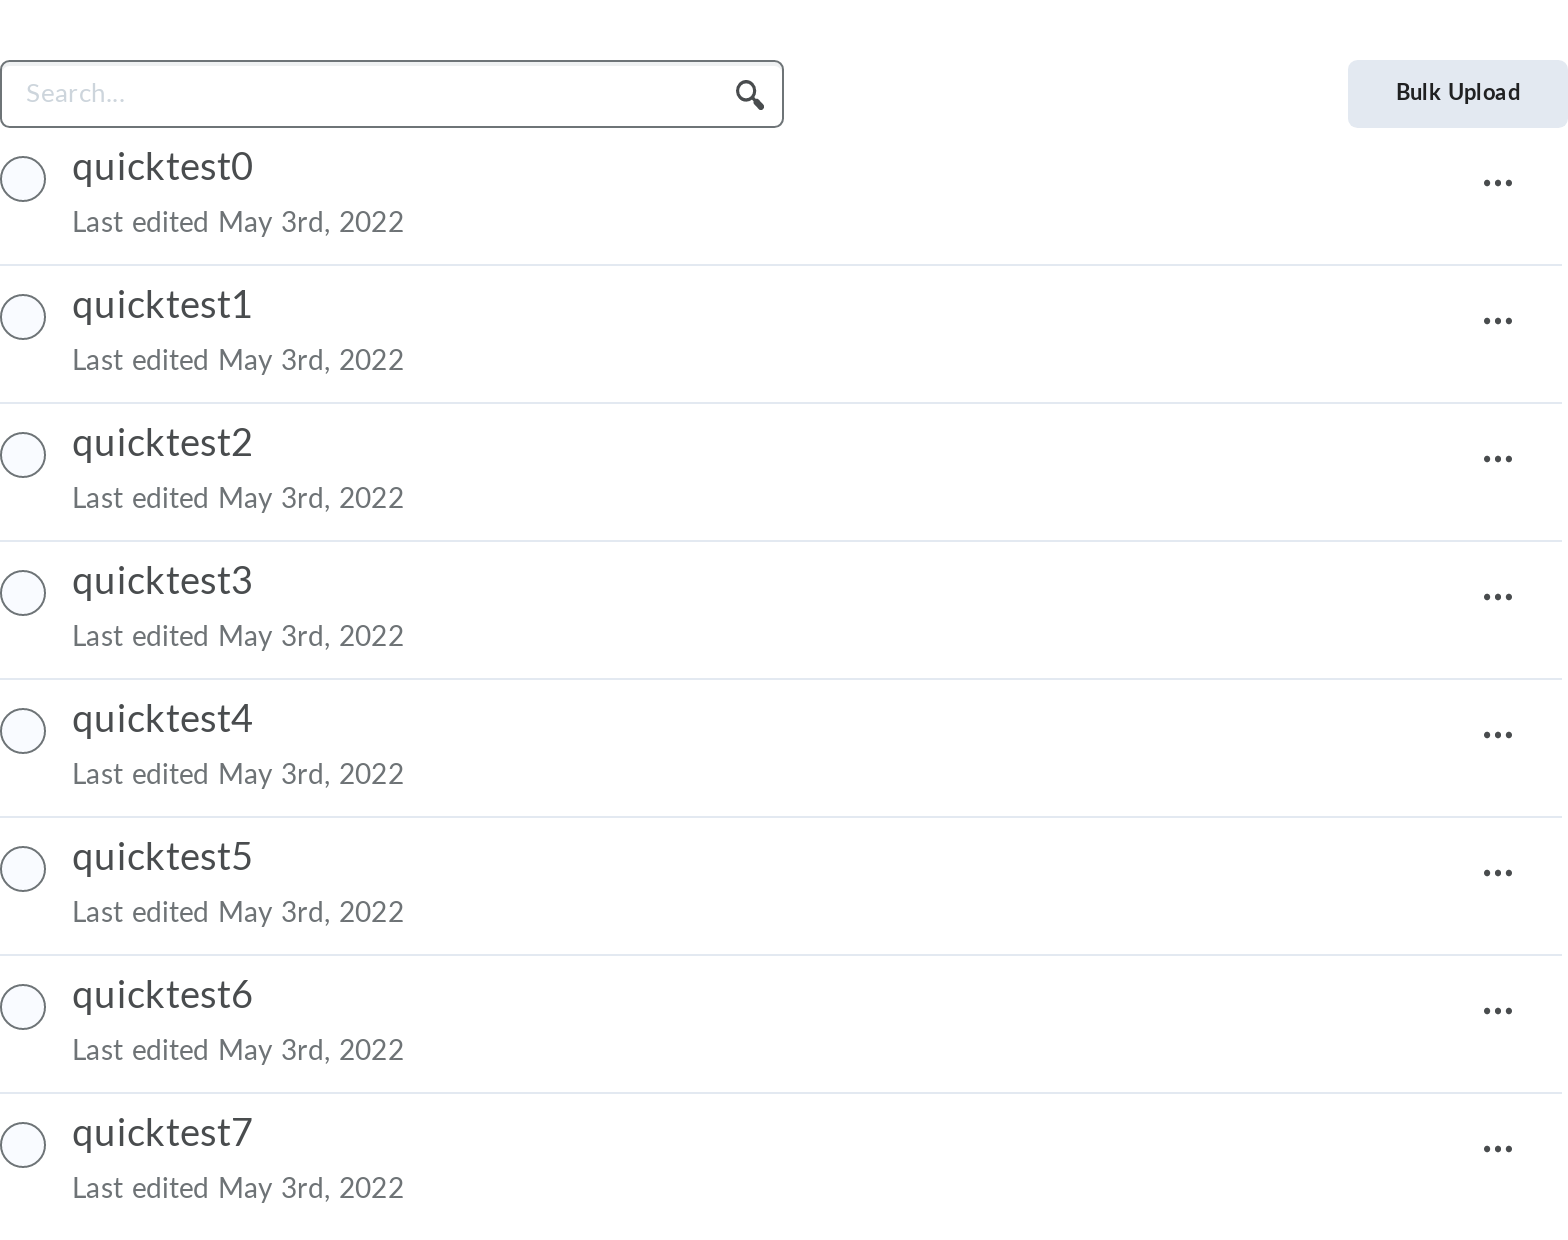 Search...
Bulk Upload
quicktest0
Last edited May 3rd, 2022
quicktest1
Last edited May 3rd, 2022
quicktest2
Last edited May 3rd, 2022
quicktest3
Last edited May 3rd, 2022
quicktest4
Last edited May 3rd, 2022
quicktest5
Last edited May 3rd, 2022
quicktest6
Last edited May 3rd, 2022
quicktest7
Last edited May 3rd, 2022